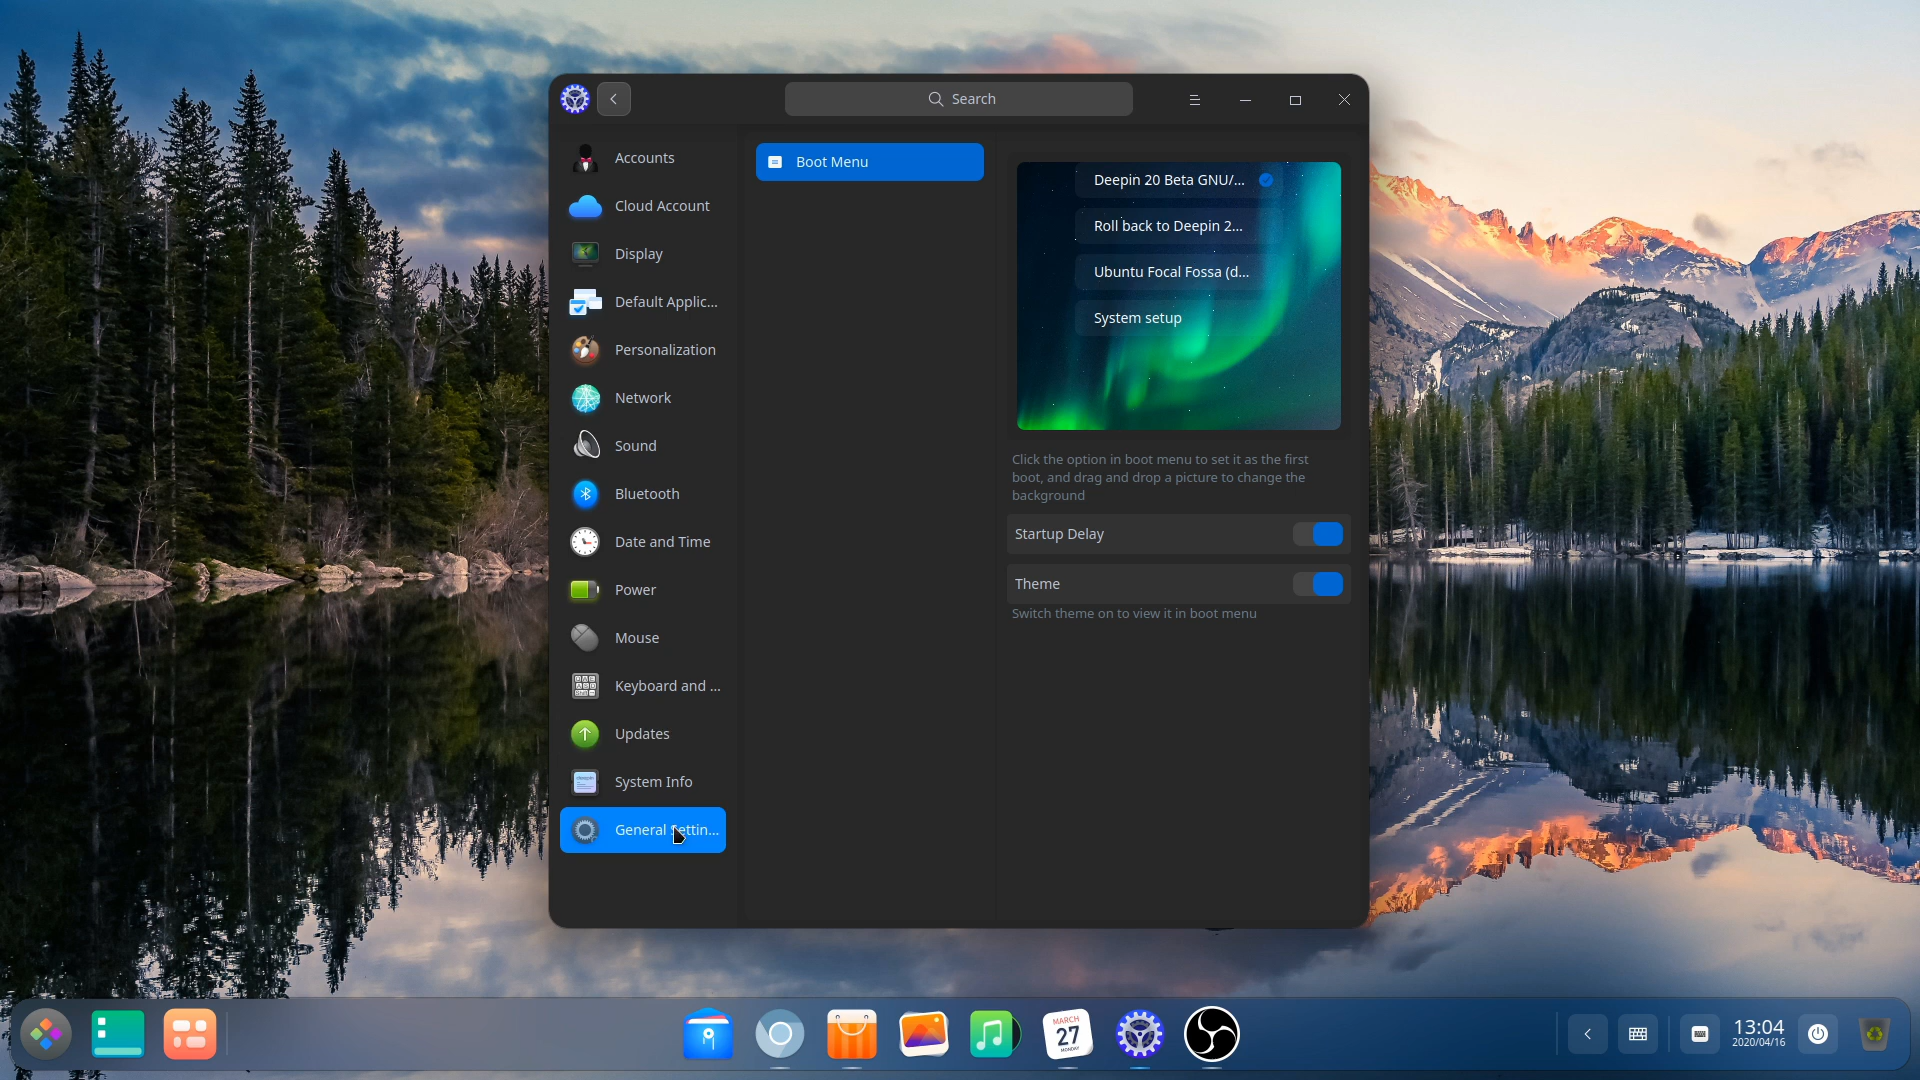 Search
Accounts
Cloud Account
Display
Default Applic...
Personalization
Network
Sound
Bluetooth
Date and Time
Power
Mouse
Keyboard and ...
Updates
System Info
General Settin...
Boot Menu
Deepin 20 Beta GNU/...
Roll back to Deepin 2...
Ubuntu Focal Fossa (d...
System setup
Click the option in boot menu to set it as the first
boot, and drag and drop a picture to change the
background
Startup Delay
Theme
Switch theme on to view it in boot menu
MARCH
27
MONDAY
13:04
2020/04/16